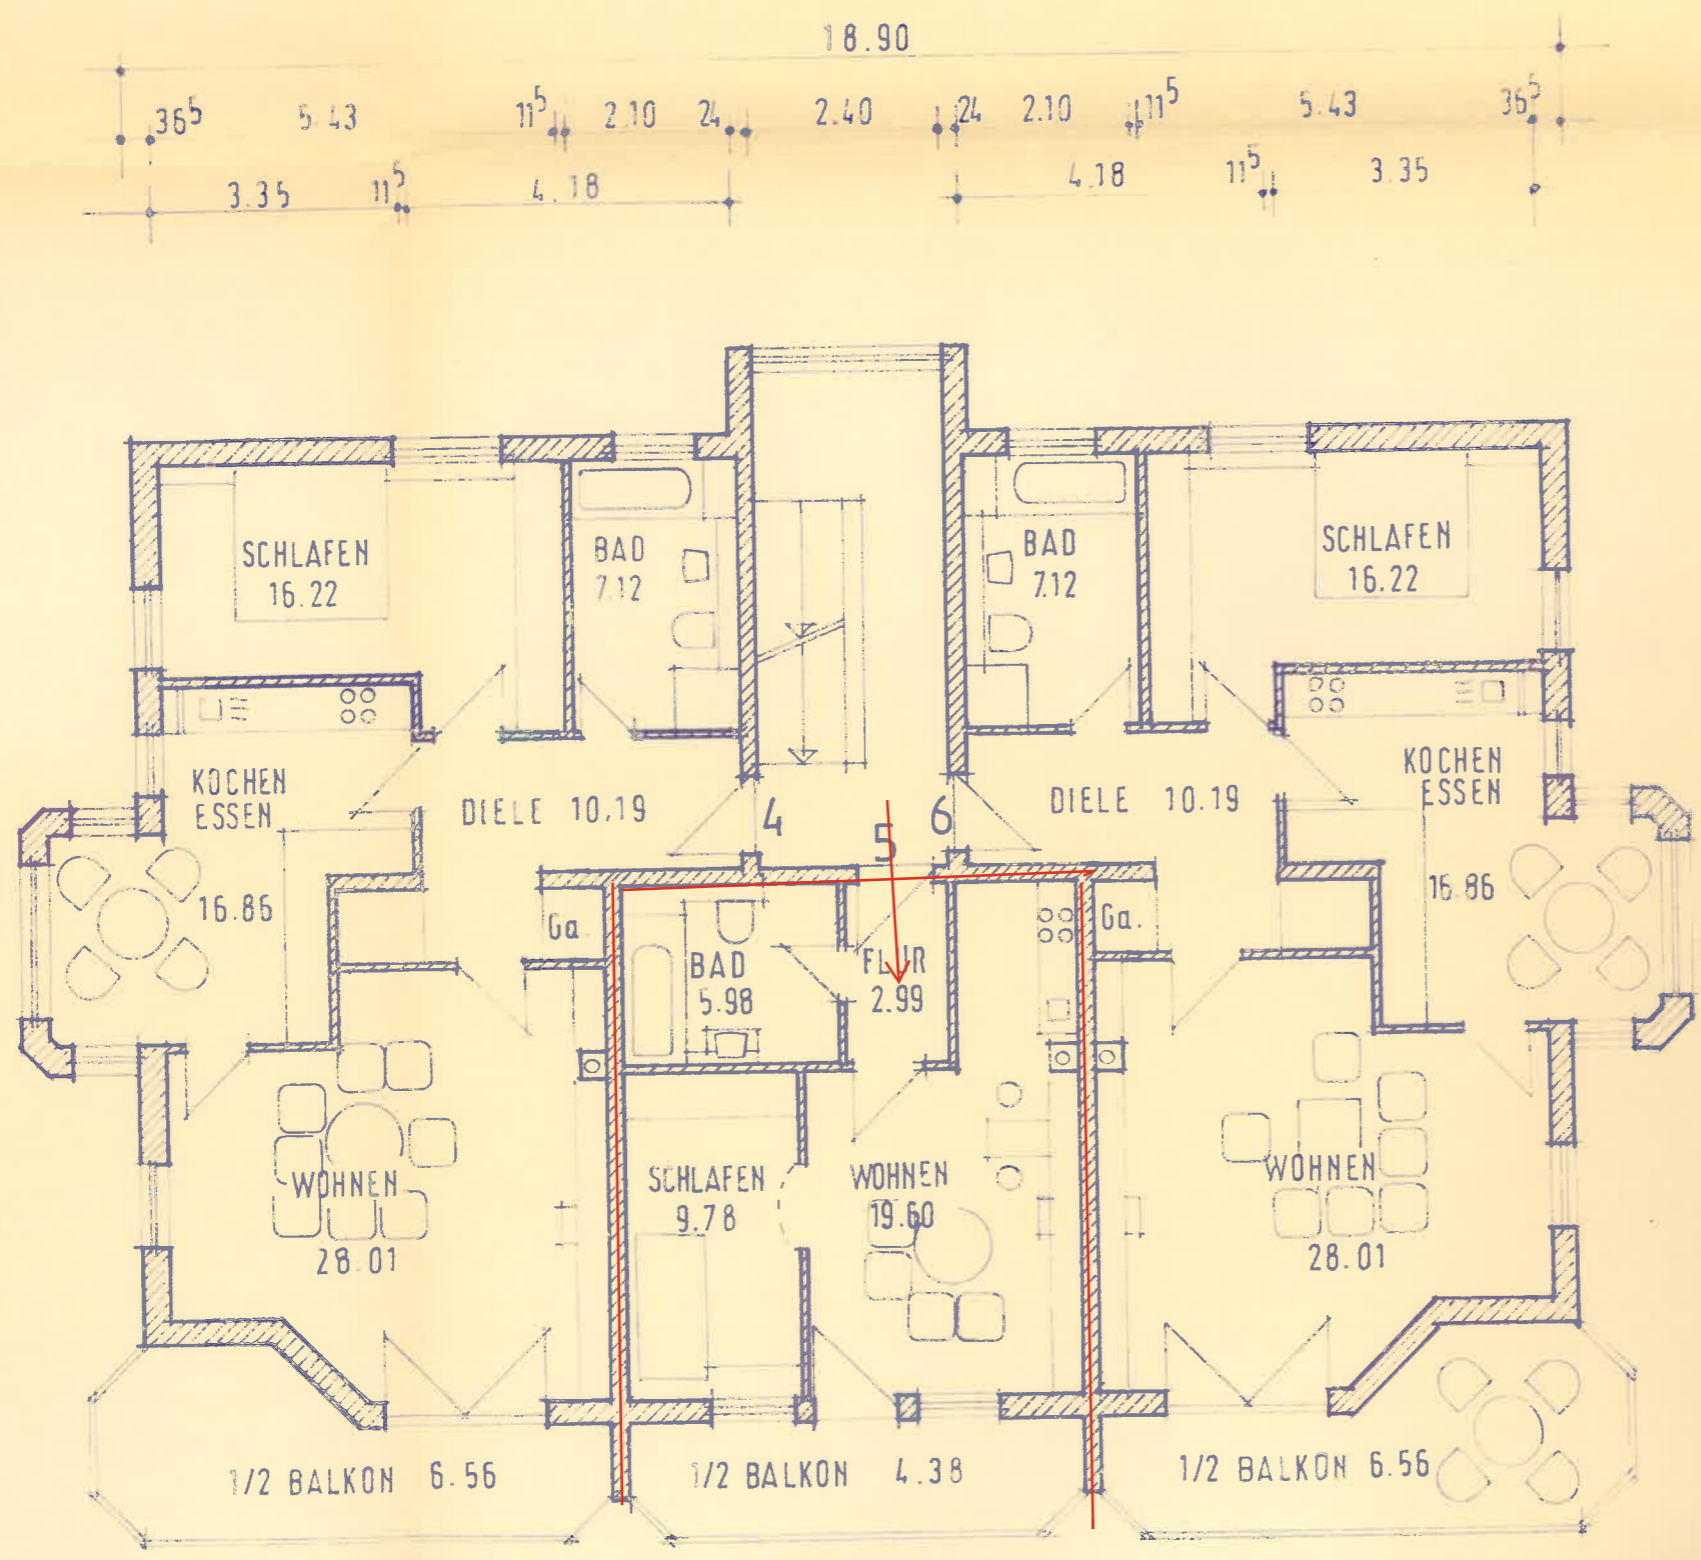 18.90
36⁵ 5.43 11⁵ 2.10 24 2.40 24 2.10 11⁵ 5.43 36⁵
3.35 11⁵ 4.18 4.18 11⁵ 3.35
SCHLAFEN
16.22
BAD
7.12
BAD
7.12
SCHLAFEN
16.22
KOCHEN
ESSEN
16.86
DIELE 10.19
4
5
6
DIELE 10.19
KOCHEN
ESSEN
16.86
Ga.
BAD
5.98
FLUR
2.99
Ga.
WOHNEN
28.01
SCHLAFEN
9.78
WOHNEN
19.60
WOHNEN
28.01
1/2 BALKON 6.56
1/2 BALKON 4.38
1/2 BALKON 6.56